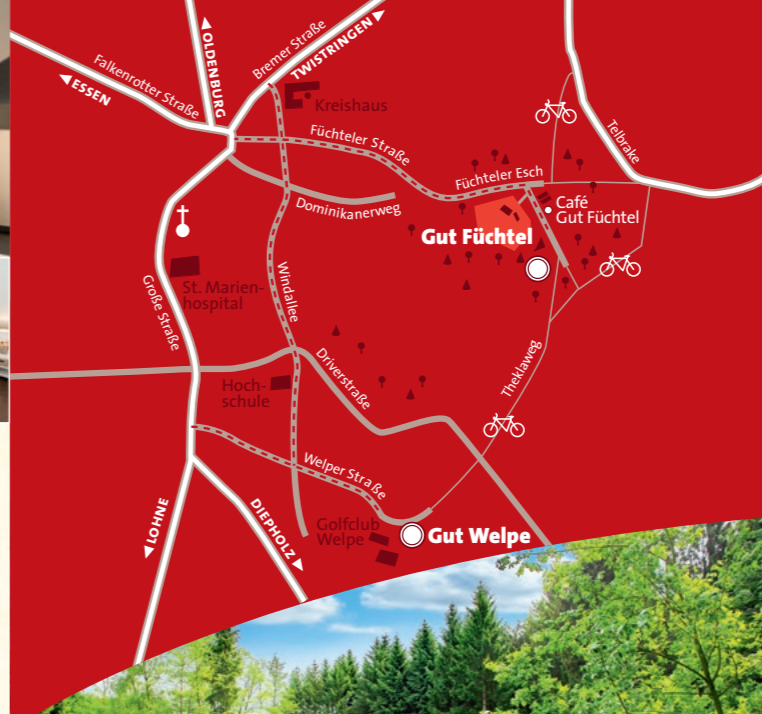 Bremer Straße
TWISTRINGEN
OLDENBURG
Falkenrotter Straße
ESSEN
Kreishaus
Füchteler Straße
Telbrake
Füchteler Esch
Café
Gut Füchtel
Dominikanerweg
Gut Füchtel
Windallee
St. Marien-
hospital
Große Straße
Driverstraße
Hoch-
schule
Theklaweg
Welper Straße
LOHNE
DIEPHOLZ
Golfclub
Welpe
Gut Welpe